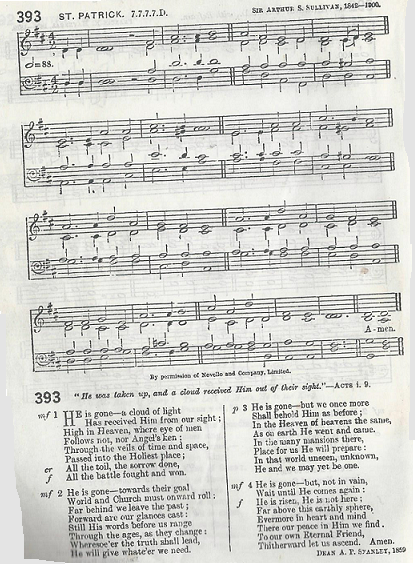 393 ST. PATRICK. 7.7.7.7.D. SIR ARTHUR S. SULLIVAN, 1842—1900.
=88.
A-men.
By permission of Novello and Company, Limited.
393 "He was taken up, and a cloud received Him out of their sight."—ACTS i. 9.
mf 1 HE is gone—a cloud of light
Has received Him from our sight;
High in Heaven, where eye of men
Follows not, nor Angel's ken;
Through the veils of time and space,
Passed into the Holiest place;
cr All the toil, the sorrow done,
f All the battle fought and won.
mf 2 He is gone—towards their goal
World and Church must onward roll;
Far behind we leave the past;
Forward are our glances cast:
Still His words before us range
Through the ages, as they change:
Wheresoe'er the truth shall lead,
He will give whate'er we need.
p 3 He is gone—but we once more
Shall behold Him as before;
In the Heaven of heavens the same,
As on earth He went and came.
In the many mansions there,
Place for us He will prepare:
In that world unseen, unknown,
He and we may yet be one.
mf 4 He is gone—but, not in vain,
Wait until He comes again:
f He is risen, He is not here;
Far above this earthly sphere,
Evermore in heart and mind
There our peace in Him we find.
To our own Eternal Friend,
Thitherward let us ascend. Amen.
DEAN A. P. STANLEY, 1859